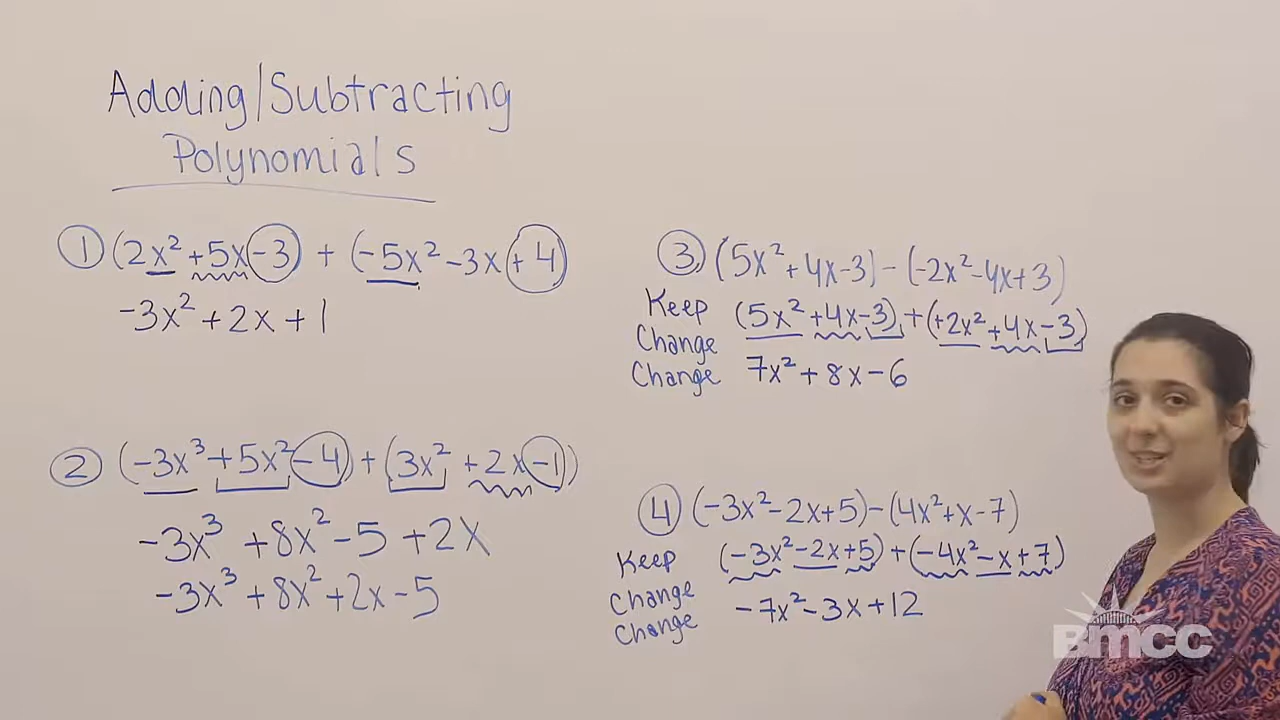 Adding/Subtracting
Polynomials
① (2x² +5x -3) + (-5x² -3x +4)
-3x² +2x +1
② (-3x³ +5x² -4) + (3x² +2x -1)
-3x³ +8x² -5 +2x
-3x³ +8x² +2x -5
③ (5x² +4x -3) - (-2x² -4x +3)
Keep (5x² +4x -3) + (+2x² +4x -3)
Change
Change 7x² +8x -6
④ (-3x² -2x +5) - (4x² +x -7)
Keep (-3x² -2x +5) + (-4x² -x +7)
Change -7x² -3x +12
Change
BMCC